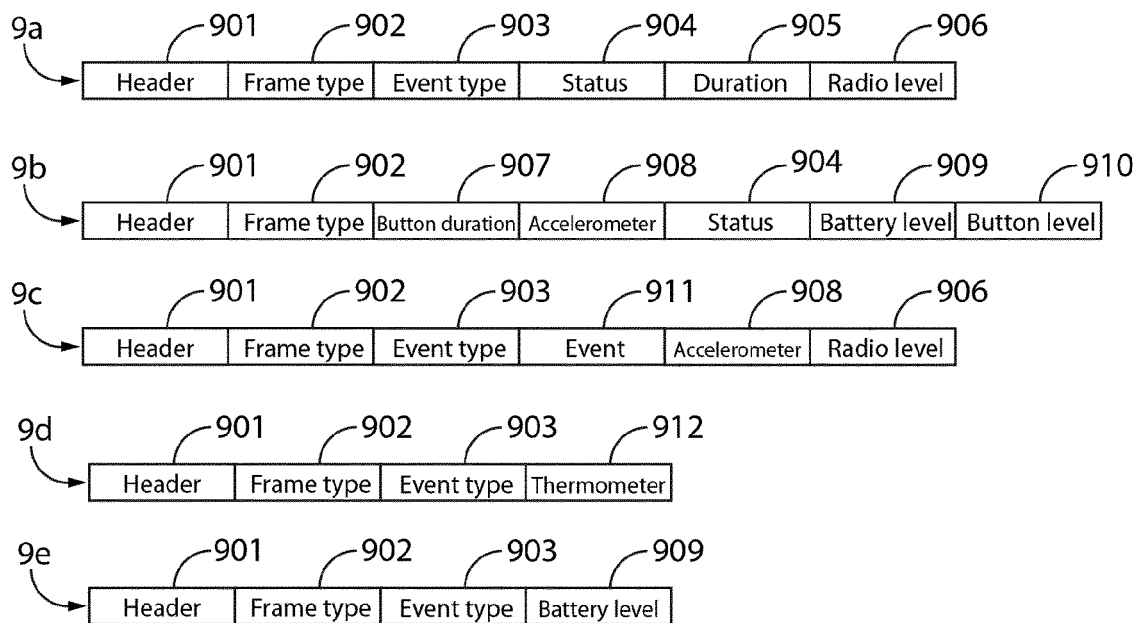 901 902 903 904 905 906
9a
Header Frame type Event type Status Duration Radio level
901 902 907 908 904 909 910
9b
Header Frame type Button duration Accelerometer Status Battery level Button level
901 902 903 911 908 906
9c
Header Frame type Event type Event Accelerometer Radio level
901 902 903 912
9d
Header Frame type Event type Thermometer
901 902 903 909
9e
Header Frame type Event type Battery level